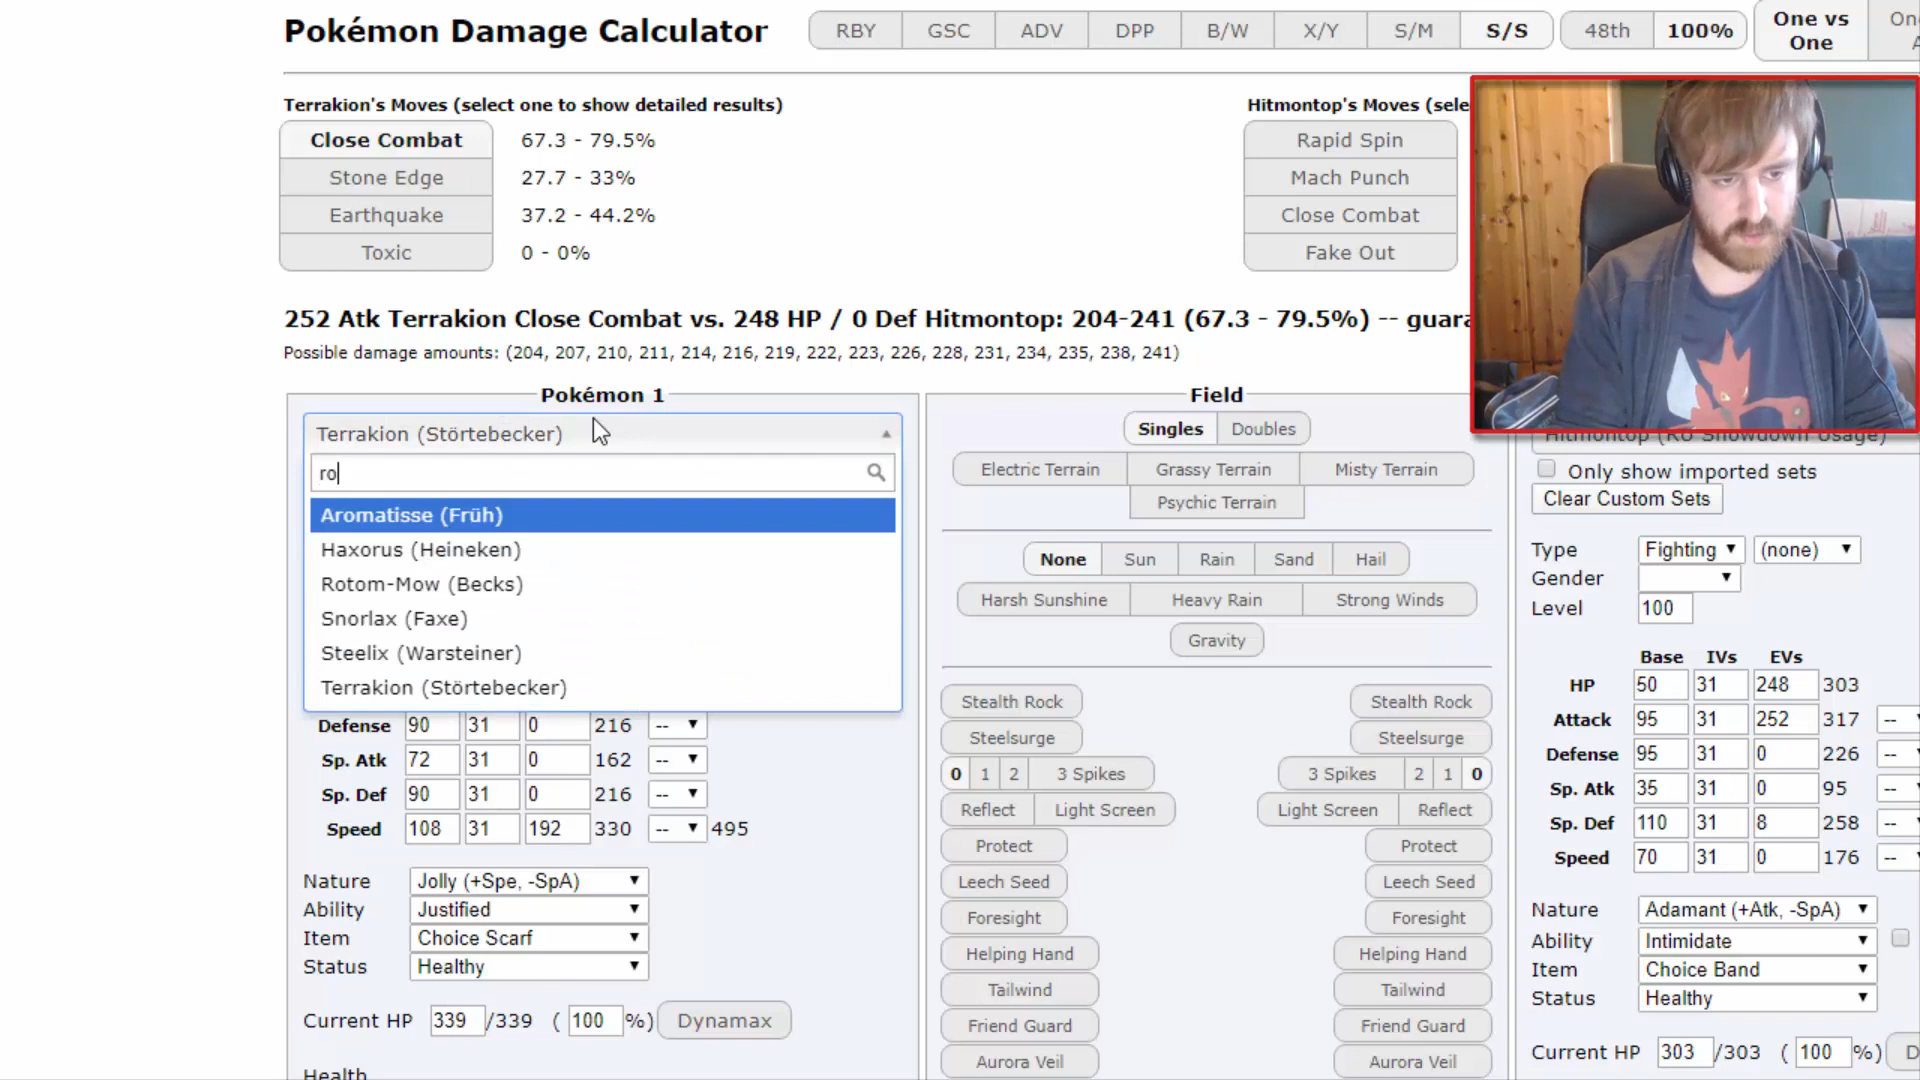 Pokémon Damage Calculator
RBY GSC ADV DPP B/W X/Y S/M S/S 48th 100% One vs One
Terrakion's Moves (select one to show detailed results)
Close Combat 67.3 - 79.5%
Stone Edge 27.7 - 33%
Earthquake 37.2 - 44.2%
Toxic 0 - 0%
Hitmontop's Moves (sele
Rapid Spin
Mach Punch
Close Combat
Fake Out
252 Atk Terrakion Close Combat vs. 248 HP / 0 Def Hitmontop: 204-241 (67.3 - 79.5%) -- guara
Possible damage amounts: (204, 207, 210, 211, 214, 216, 219, 222, 223, 226, 228, 231, 234, 235, 238, 241)
Pokémon 1
Terrakion (Störtebecker)
ro
Aromatisse (Früh)
Haxorus (Heineken)
Rotom-Mow (Becks)
Snorlax (Faxe)
Steelix (Warsteiner)
Terrakion (Störtebecker)
Defense 90 31 0 216 --
Sp. Atk 72 31 0 162 --
Sp. Def 90 31 0 216 --
Speed 108 31 192 330 -- 495
Nature Jolly (+Spe, -SpA)
Ability Justified
Item Choice Scarf
Status Healthy
Current HP 339 /339 ( 100 %) Dynamax
Health
Field
Singles Doubles
Electric Terrain Grassy Terrain Misty Terrain
Psychic Terrain
None Sun Rain Sand Hail
Harsh Sunshine Heavy Rain Strong Winds
Gravity
Stealth Rock Stealth Rock
Steelsurge Steelsurge
0 1 2 3 Spikes 3 Spikes 2 1 0
Reflect Light Screen Light Screen Reflect
Protect Protect
Leech Seed Leech Seed
Foresight Foresight
Helping Hand Helping Hand
Tailwind Tailwind
Friend Guard Friend Guard
Aurora Veil Aurora Veil
Hitmontop (RU Showdown Usage)
Only show imported sets
Clear Custom Sets
Type Fighting (none)
Gender
Level 100
Base IVs EVs
HP 50 31 248 303
Attack 95 31 252 317 --
Defense 95 31 0 226 --
Sp. Atk 35 31 0 95 --
Sp. Def 110 31 8 258 --
Speed 70 31 0 176 --
Nature Adamant (+Atk, -SpA)
Ability Intimidate
Item Choice Band
Status Healthy
Current HP 303 /303 ( 100 %) D